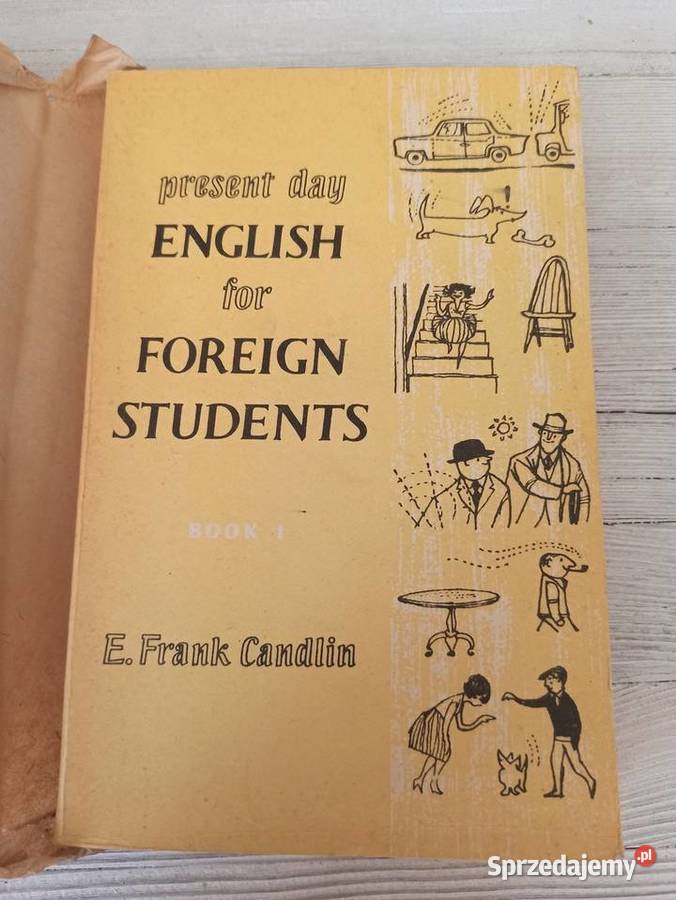 present day
ENGLISH
for
FOREIGN
STUDENTS
BOOK 1
E. Frank Candlin
Sprzedajemy.pl